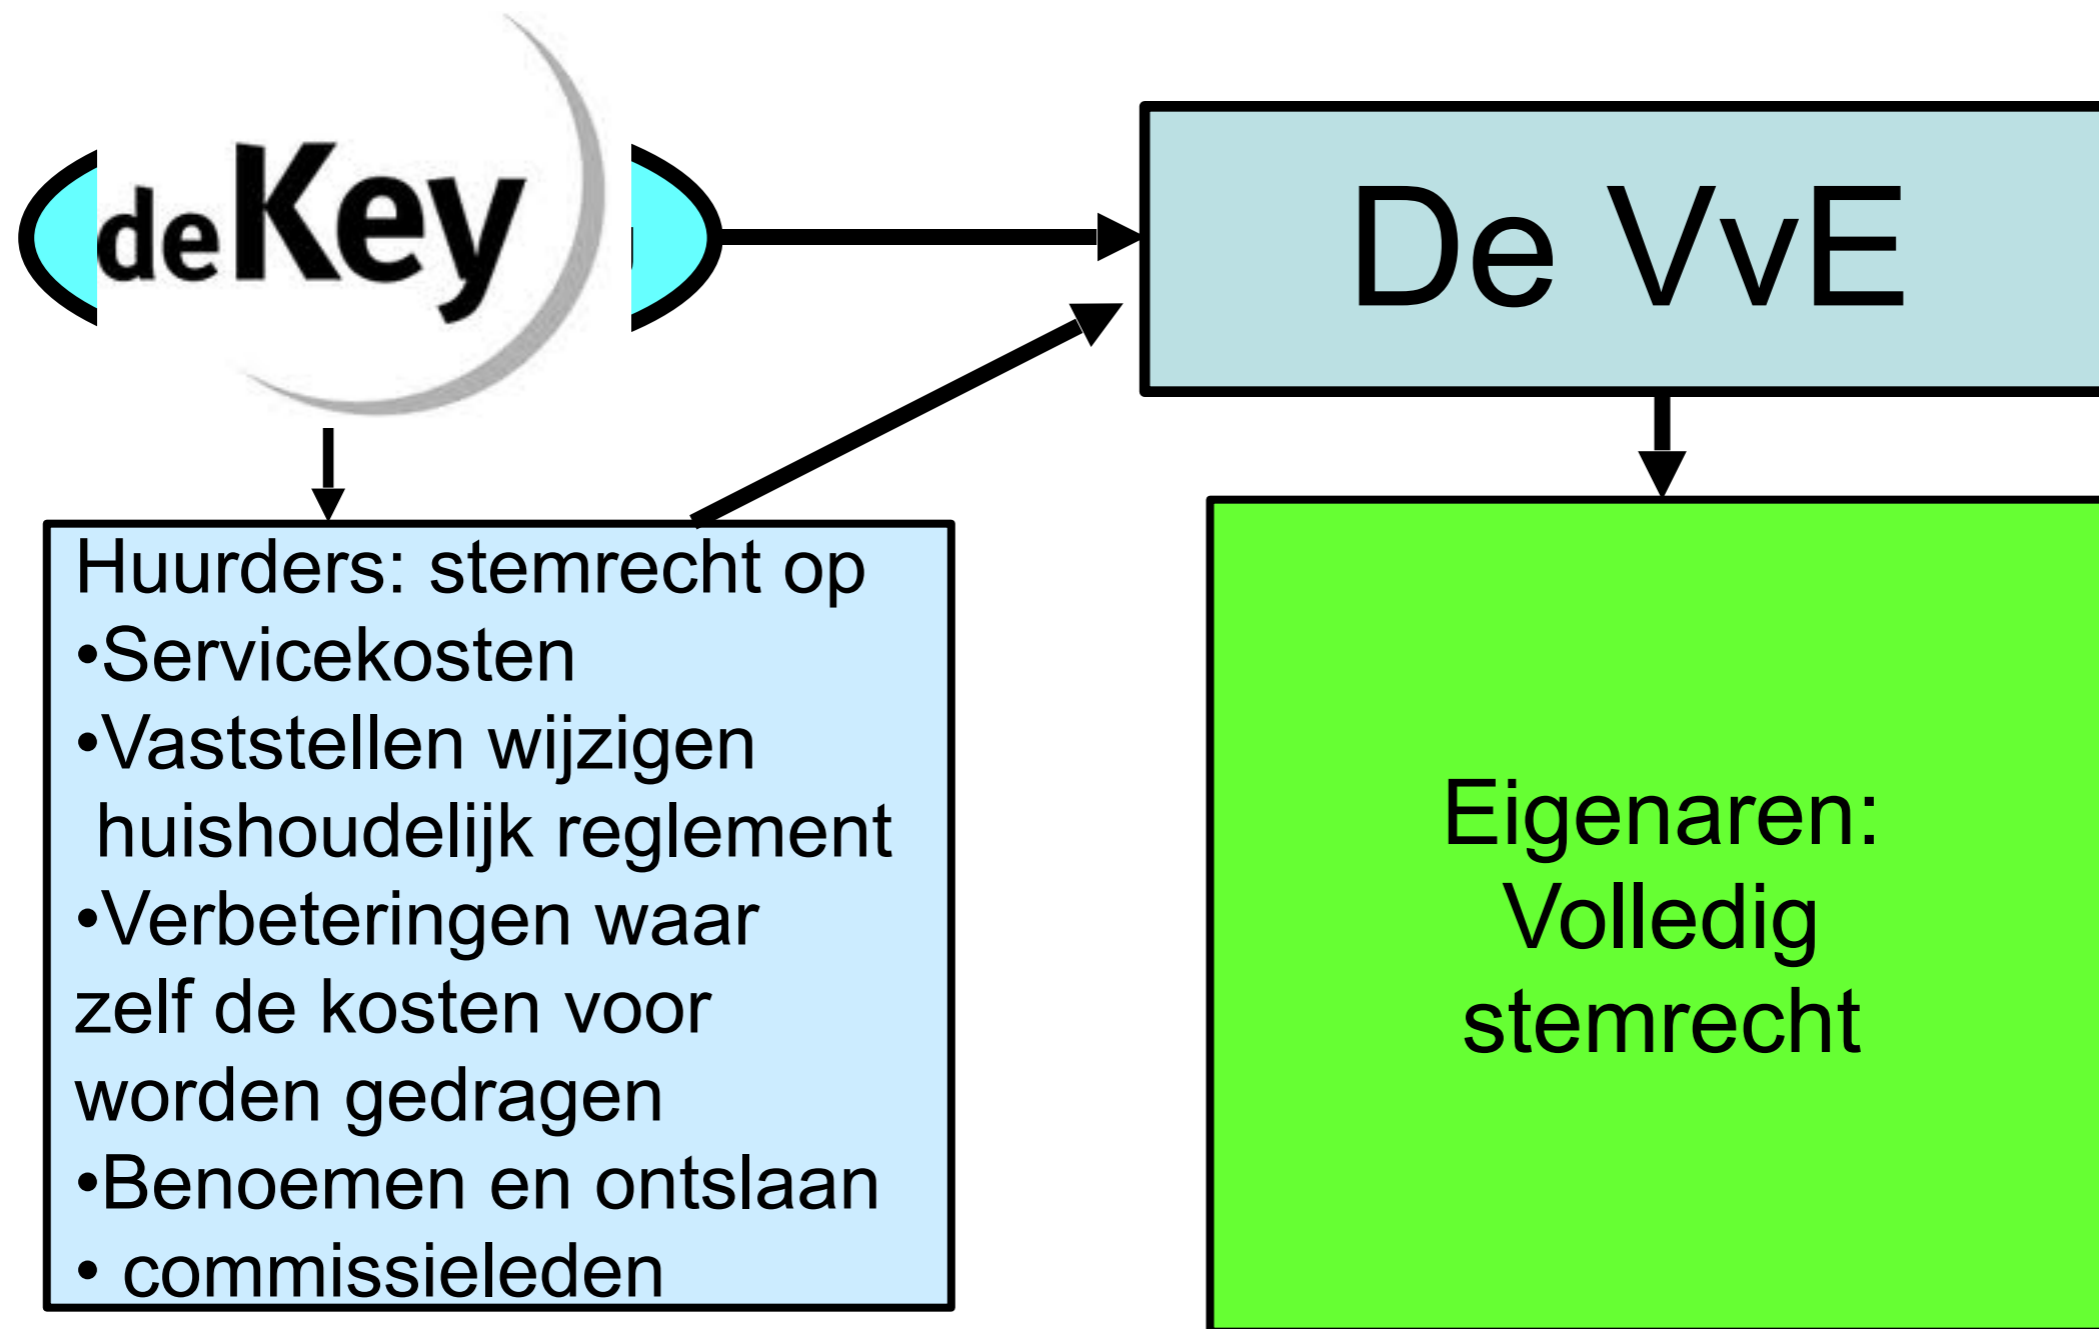 deKey
De VvE
Huurders: stemrecht op
•Servicekosten
•Vaststellen wijzigen
huishoudelijk reglement
•Verbeteringen waar
zelf de kosten voor
worden gedragen
•Benoemen en ontslaan
• commissieleden
Eigenaren:
Volledig
stemrecht